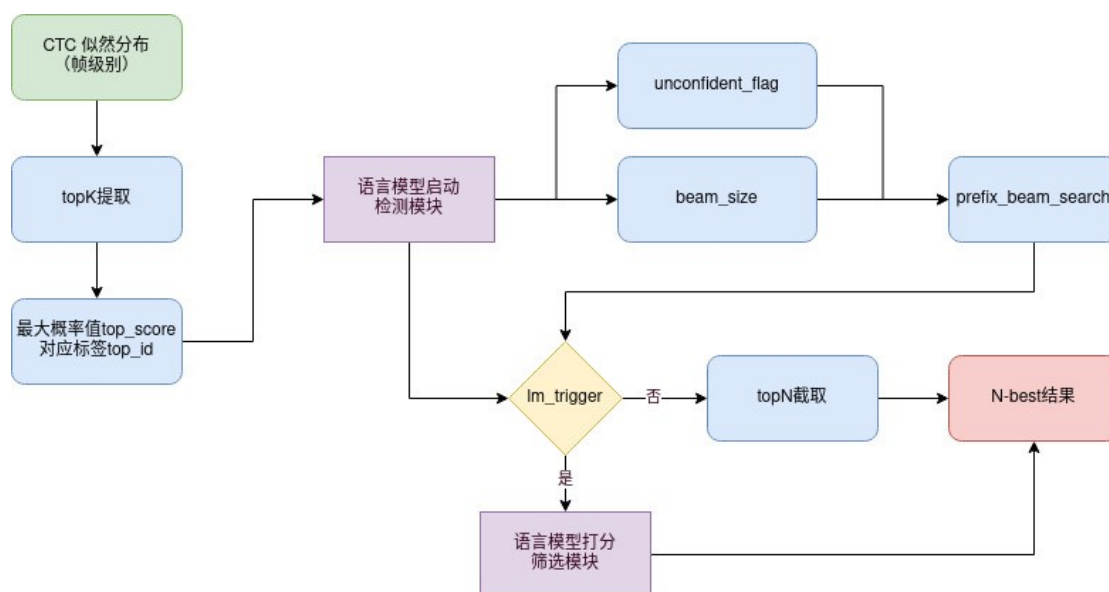 CTC 似然分布
（帧级别）
topK提取
最大概率值top_score
对应标签top_id
语言模型启动
检测模块
unconfident_flag
beam_size
prefix_beam_search
lm_trigger
否
topN截取
N-best结果
是
语言模型打分
筛选模块